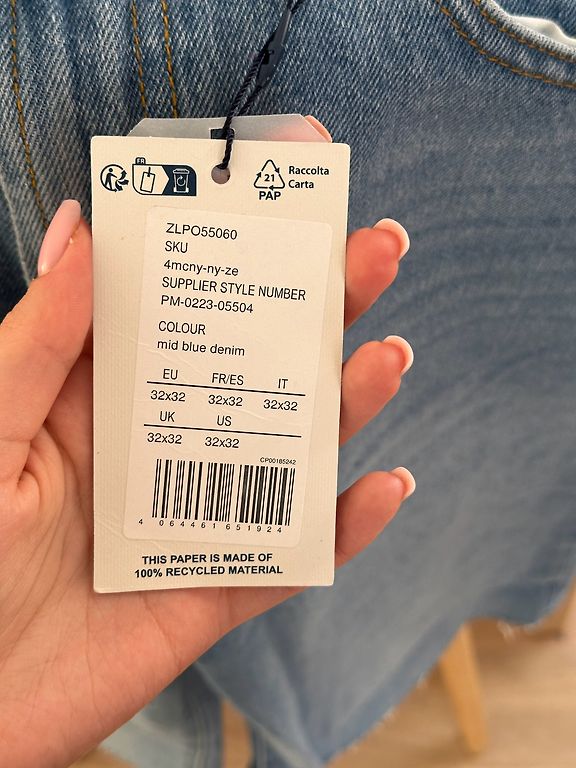 FR
21
PAP
Raccolta
Carta
ZLPO55060
SKU
4mcny-ny-ze
SUPPLIER STYLE NUMBER
PM-0223-05504
COLOUR
mid blue denim
EU FR/ES IT
32x32 32x32 32x32
UK US
32x32 32x32
CP00185242
4 064461 651924
THIS PAPER IS MADE OF
100% RECYCLED MATERIAL